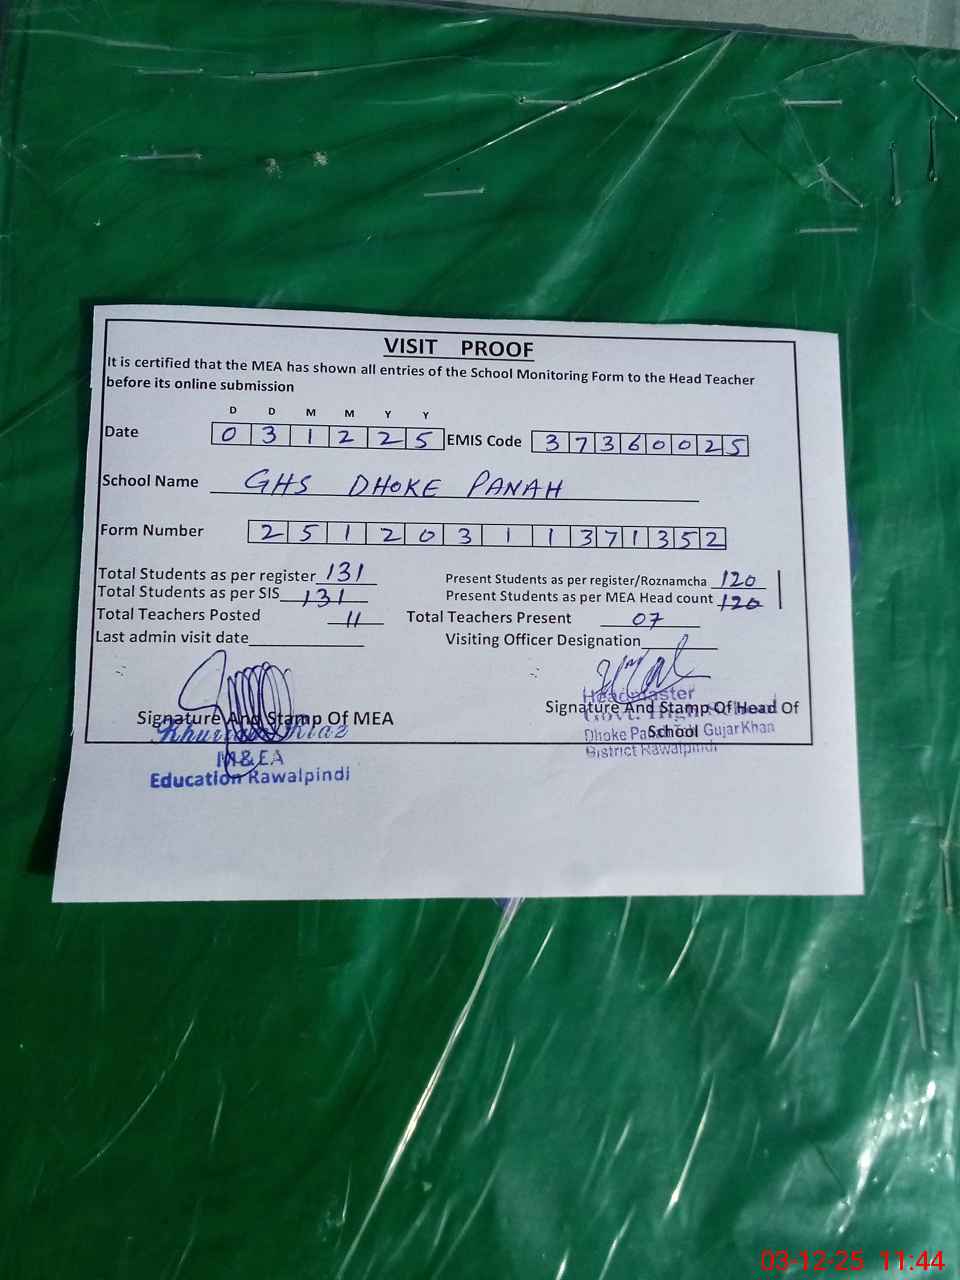 VISIT PROOF
It is certified that the MEA has shown all entries of the School Monitoring Form to the Head Teacher
before its online submission
D D M M Y Y
Date 0 3 1 2 2 5 EMIS Code 3 7 3 6 0 0 2 5
School Name GHS DHOKE PANAH
Form Number 2 5 1 2 0 3 1 1 3 7 1 3 5 2
Total Students as per register 131 Present Students as per register/Roznamcha 120
Total Students as per SIS 131 Present Students as per MEA Head count 120
Total Teachers Posted 11 Total Teachers Present 07
Last admin visit date Visiting Officer Designation
Signature And Stamp Of MEA
Riaz
M&EA
Education Rawalpindi
Headmaster
Signature And Stamp Of Head Of
School
Govt. High
Dhoke GujarKhan
District Rawalpindi
03-12-25 11:44